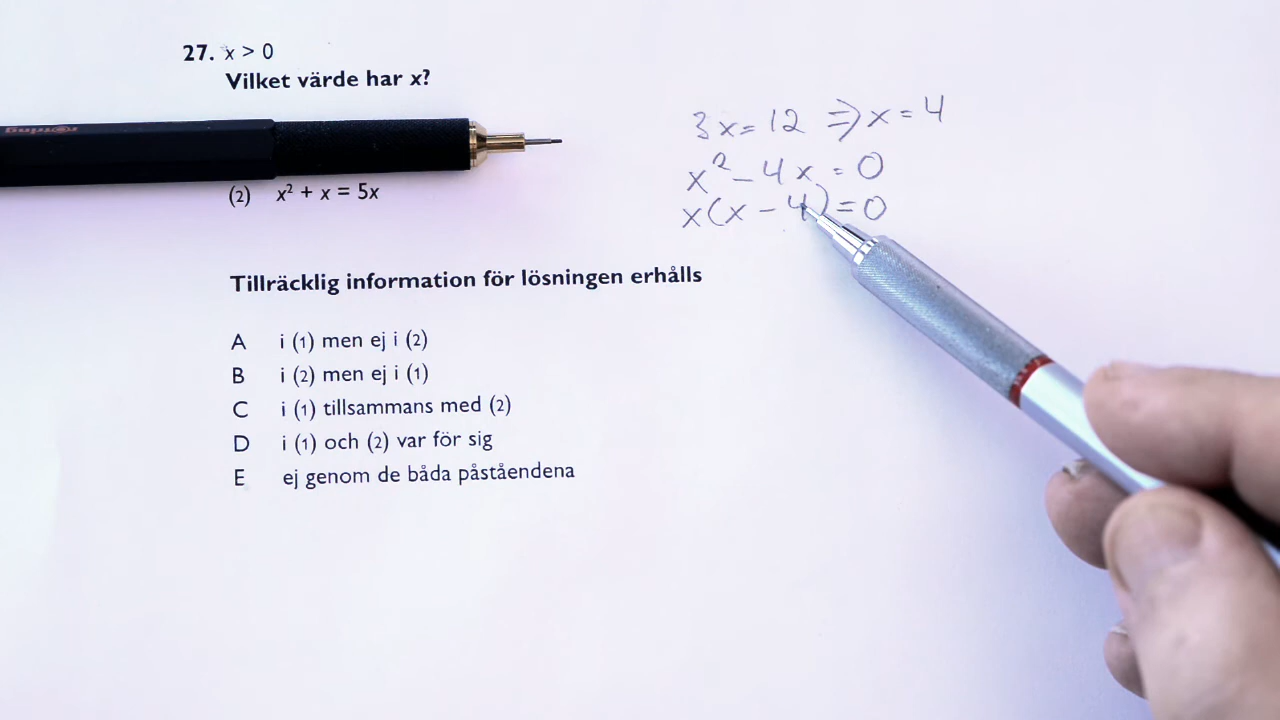 27. x > 0
Vilket värde har x?
rotring
(2) x² + x = 5x
3x = 12 ⇒ x = 4
x² - 4x = 0
x(x - 4) = 0
Tillräcklig information för lösningen erhålls
A i (1) men ej i (2)
B i (2) men ej i (1)
C i (1) tillsammans med (2)
D i (1) och (2) var för sig
E ej genom de båda påståendena